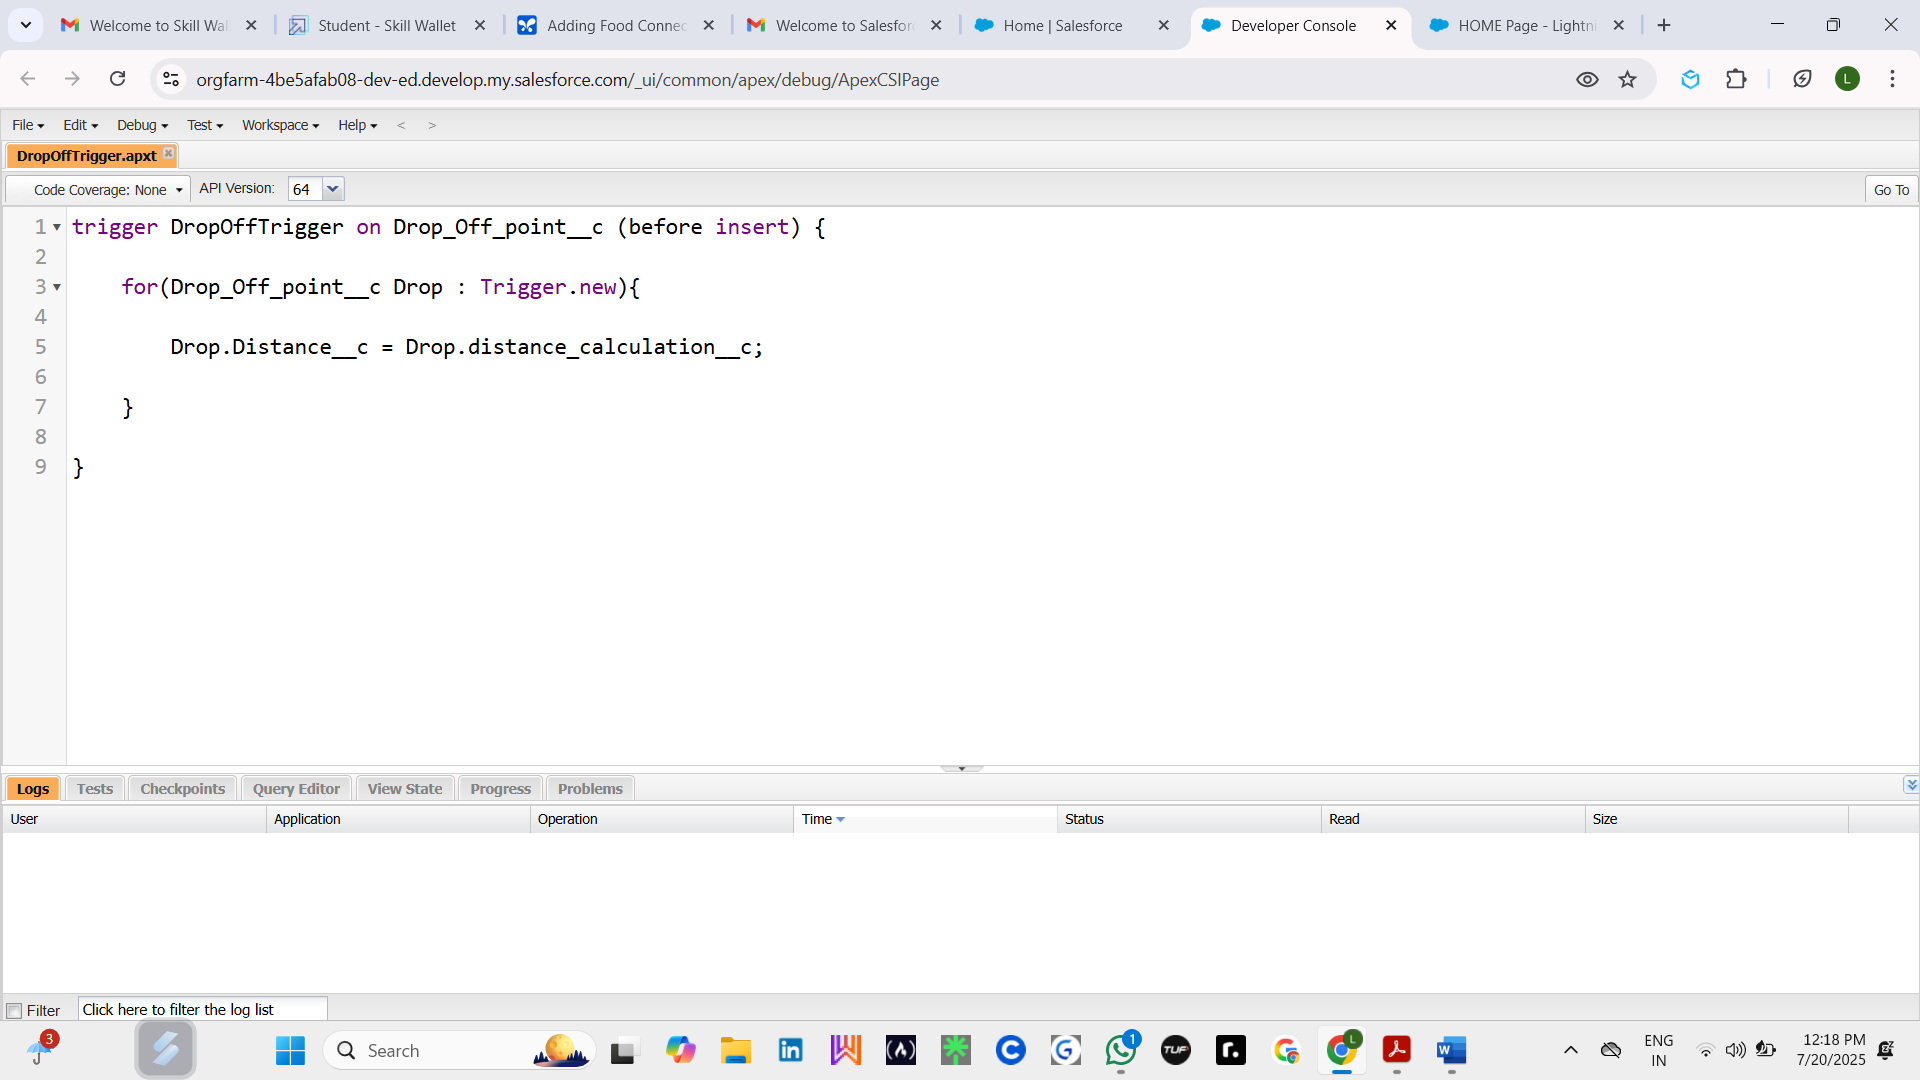 Welcome to Skill Wal
Student - Skill Wallet
Adding Food Connec
Welcome to Salesfor
Home | Salesforce
Developer Console
HOME Page - Lightni
orgfarm-4be5afab08-dev-ed.develop.my.salesforce.com/_ui/common/apex/debug/ApexCSIPage
L
File Edit Debug Test Workspace Help < >
DropOffTrigger.apxt
Code Coverage: None API Version: 64 Go To
1 trigger DropOffTrigger on Drop_Off_point__c (before insert) {
2
3 for(Drop_Off_point__c Drop : Trigger.new){
4
5 Drop.Distance__c = Drop.distance_calculation__c;
6
7 }
8
9 }
Logs Tests Checkpoints Query Editor View State Progress Problems
User Application Operation Time Status Read Size
Filter Click here to filter the log list
3
Search
in
C
G
1
TUF
r.
L
W
ENG
IN
12:18 PM
7/20/2025